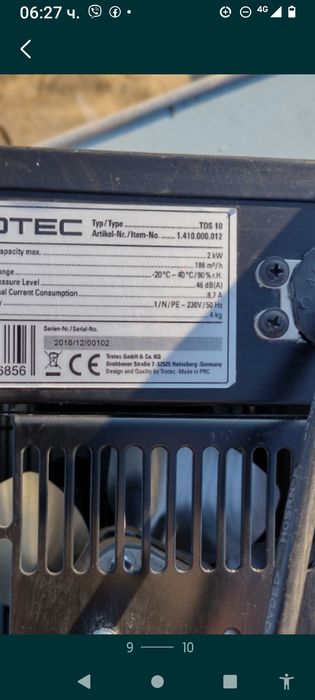 06:27 ч.
4G
OTEC
Typ/Type TDS 10
Artikel-Nr./Item-No. 1.410.000.012
capacity max. 2 kW
186 m³/h
ange -20°C – 40°C/90% r.H.
ssure Level 46 dB(A)
al Current Consumption 8,7 A
1/N/PE ~ 230V/50 Hz
4 kg
Serien-Nr./Serial-No.
2016/12/00102
6856
CE
Trotec GmbH & Co. KG
Grebbener Straße 7 · 52525 Heinsberg · Germany
Design and Quality by Trotec · Made in PRC
9 10